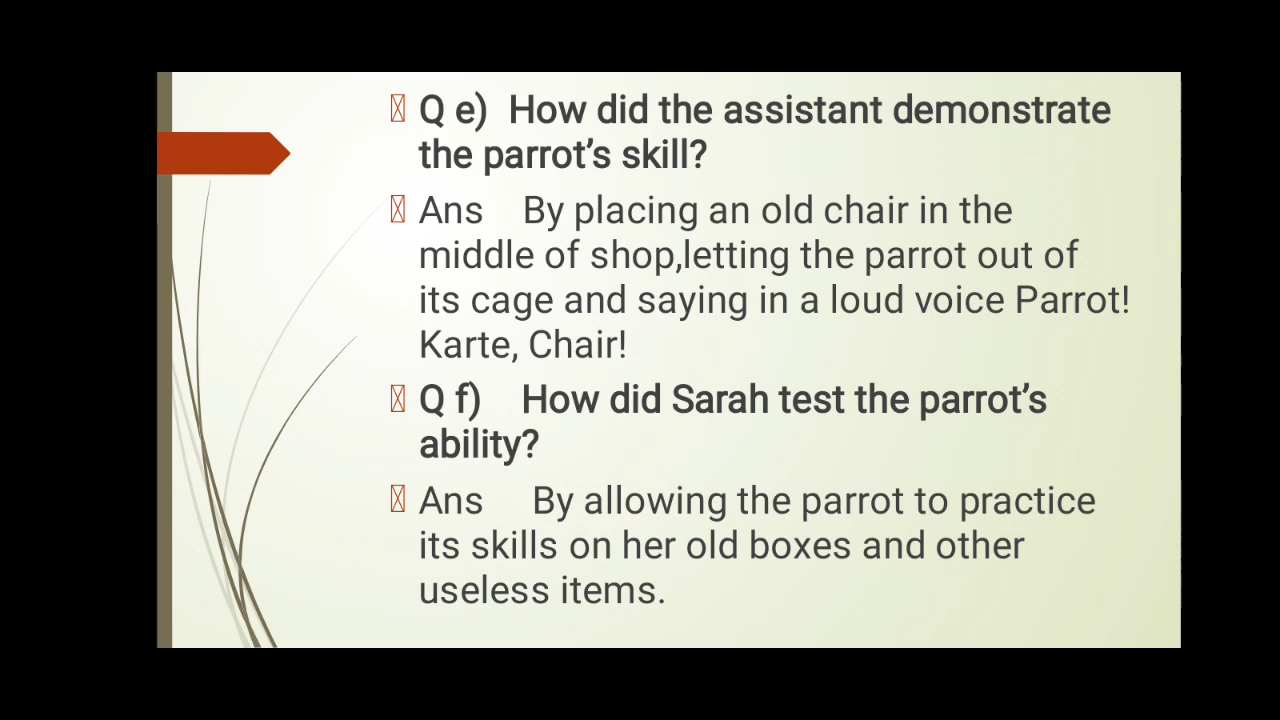 Q e) How did the assistant demonstrate
the parrot’s skill?
Ans By placing an old chair in the
middle of shop,letting the parrot out of
its cage and saying in a loud voice Parrot!
Karte, Chair!
Q f) How did Sarah test the parrot’s
ability?
Ans By allowing the parrot to practice
its skills on her old boxes and other
useless items.